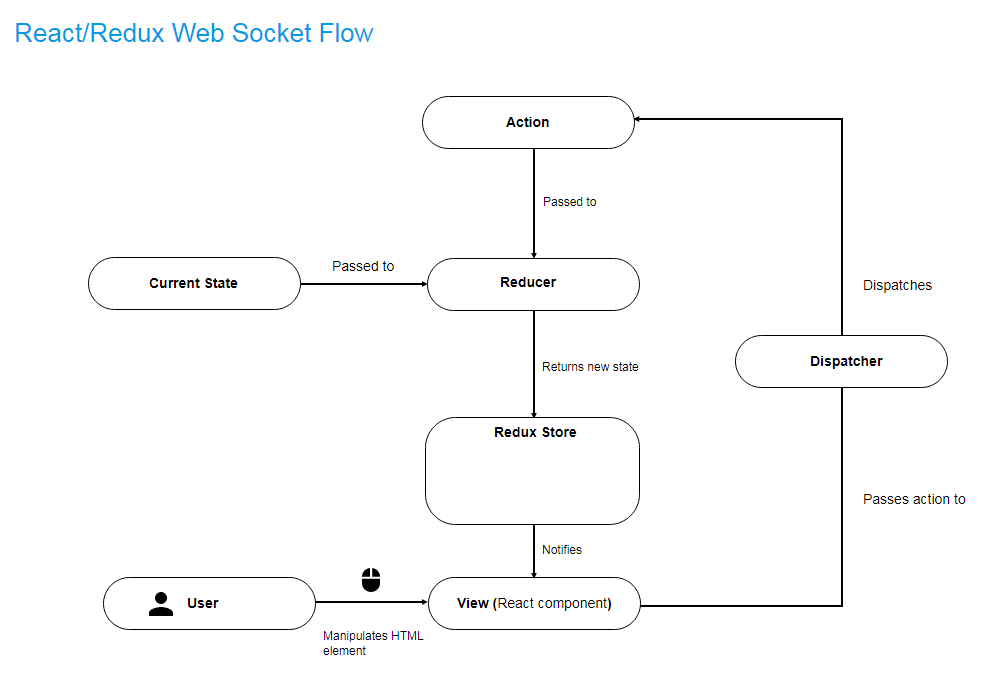 React/Redux Web Socket Flow
Action
Passed to
Current State
Passed to
Reducer
Dispatches
Returns new state
Dispatcher
Redux Store
Passes action to
Notifies
User
View (React component)
Manipulates HTML
element